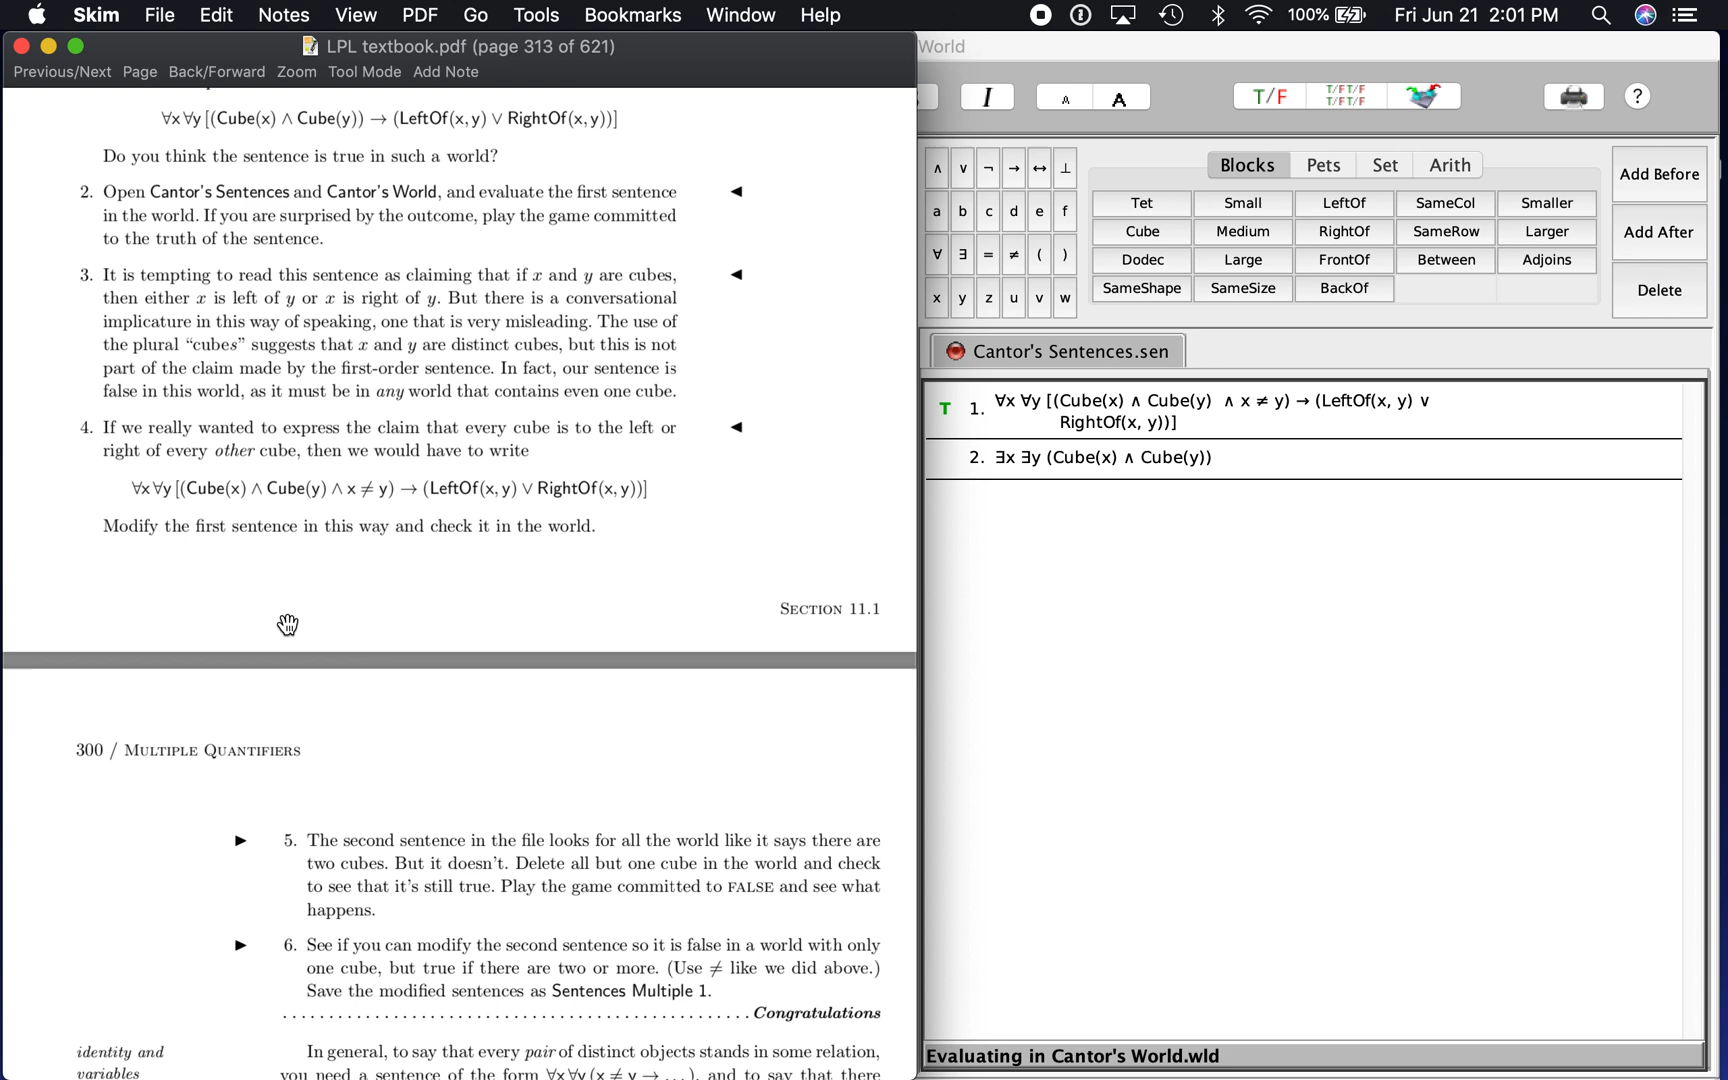 Skim File Edit Notes View PDF Go Tools Bookmarks Window Help 100% Fri Jun 21 2:01 PM
LPL textbook.pdf (page 313 of 621)
Previous/Next Page Back/Forward Zoom Tool Mode Add Note
∀x∀y [(Cube(x) ∧ Cube(y)) → (LeftOf(x, y) ∨ RightOf(x, y))]
Do you think the sentence is true in such a world?
2. Open Cantor's Sentences and Cantor's World, and evaluate the first sentence
in the world. If you are surprised by the outcome, play the game committed
to the truth of the sentence.
3. It is tempting to read this sentence as claiming that if x and y are cubes,
then either x is left of y or x is right of y. But there is a conversational
implicature in this way of speaking, one that is very misleading. The use of
the plural “cubes” suggests that x and y are distinct cubes, but this is not
part of the claim made by the first-order sentence. In fact, our sentence is
false in this world, as it must be in any world that contains even one cube.
4. If we really wanted to express the claim that every cube is to the left or
right of every other cube, then we would have to write
∀x∀y [(Cube(x) ∧ Cube(y) ∧ x ≠ y) → (LeftOf(x, y) ∨ RightOf(x, y))]
Modify the first sentence in this way and check it in the world.
Section 11.1
300 / Multiple Quantifiers
5. The second sentence in the file looks for all the world like it says there are
two cubes. But it doesn't. Delete all but one cube in the world and check
to see that it's still true. Play the game committed to FALSE and see what
happens.
6. See if you can modify the second sentence so it is false in a world with only
one cube, but true if there are two or more. (Use ≠ like we did above.)
Save the modified sentences as Sentences Multiple 1.
. . . . . . . . . . . . . . . . . . . . . . . . . . . . . . . . . . . . . . . . . . . . . . . . Congratulations
identity and
variables
In general, to say that every pair of distinct objects stands in some relation,
you need a sentence of the form ∀x∀y (x ≠ y → . . . ), and to say that there
World
I A A T/F T/FT/F
T/FT/F
?
∧ ∨ ¬ → ↔ ⊥
a b c d e f
∀ ∃ = ≠ ( )
x y z u v w
Blocks Pets Set Arith
Tet Small LeftOf SameCol Smaller
Cube Medium RightOf SameRow Larger
Dodec Large FrontOf Between Adjoins
SameShape SameSize BackOf
Add Before
Add After
Delete
Cantor's Sentences.sen
T 1. ∀x ∀y [(Cube(x) ∧ Cube(y) ∧ x ≠ y) → (LeftOf(x, y) ∨
RightOf(x, y))]
2. ∃x ∃y (Cube(x) ∧ Cube(y))
Evaluating in Cantor's World.wld